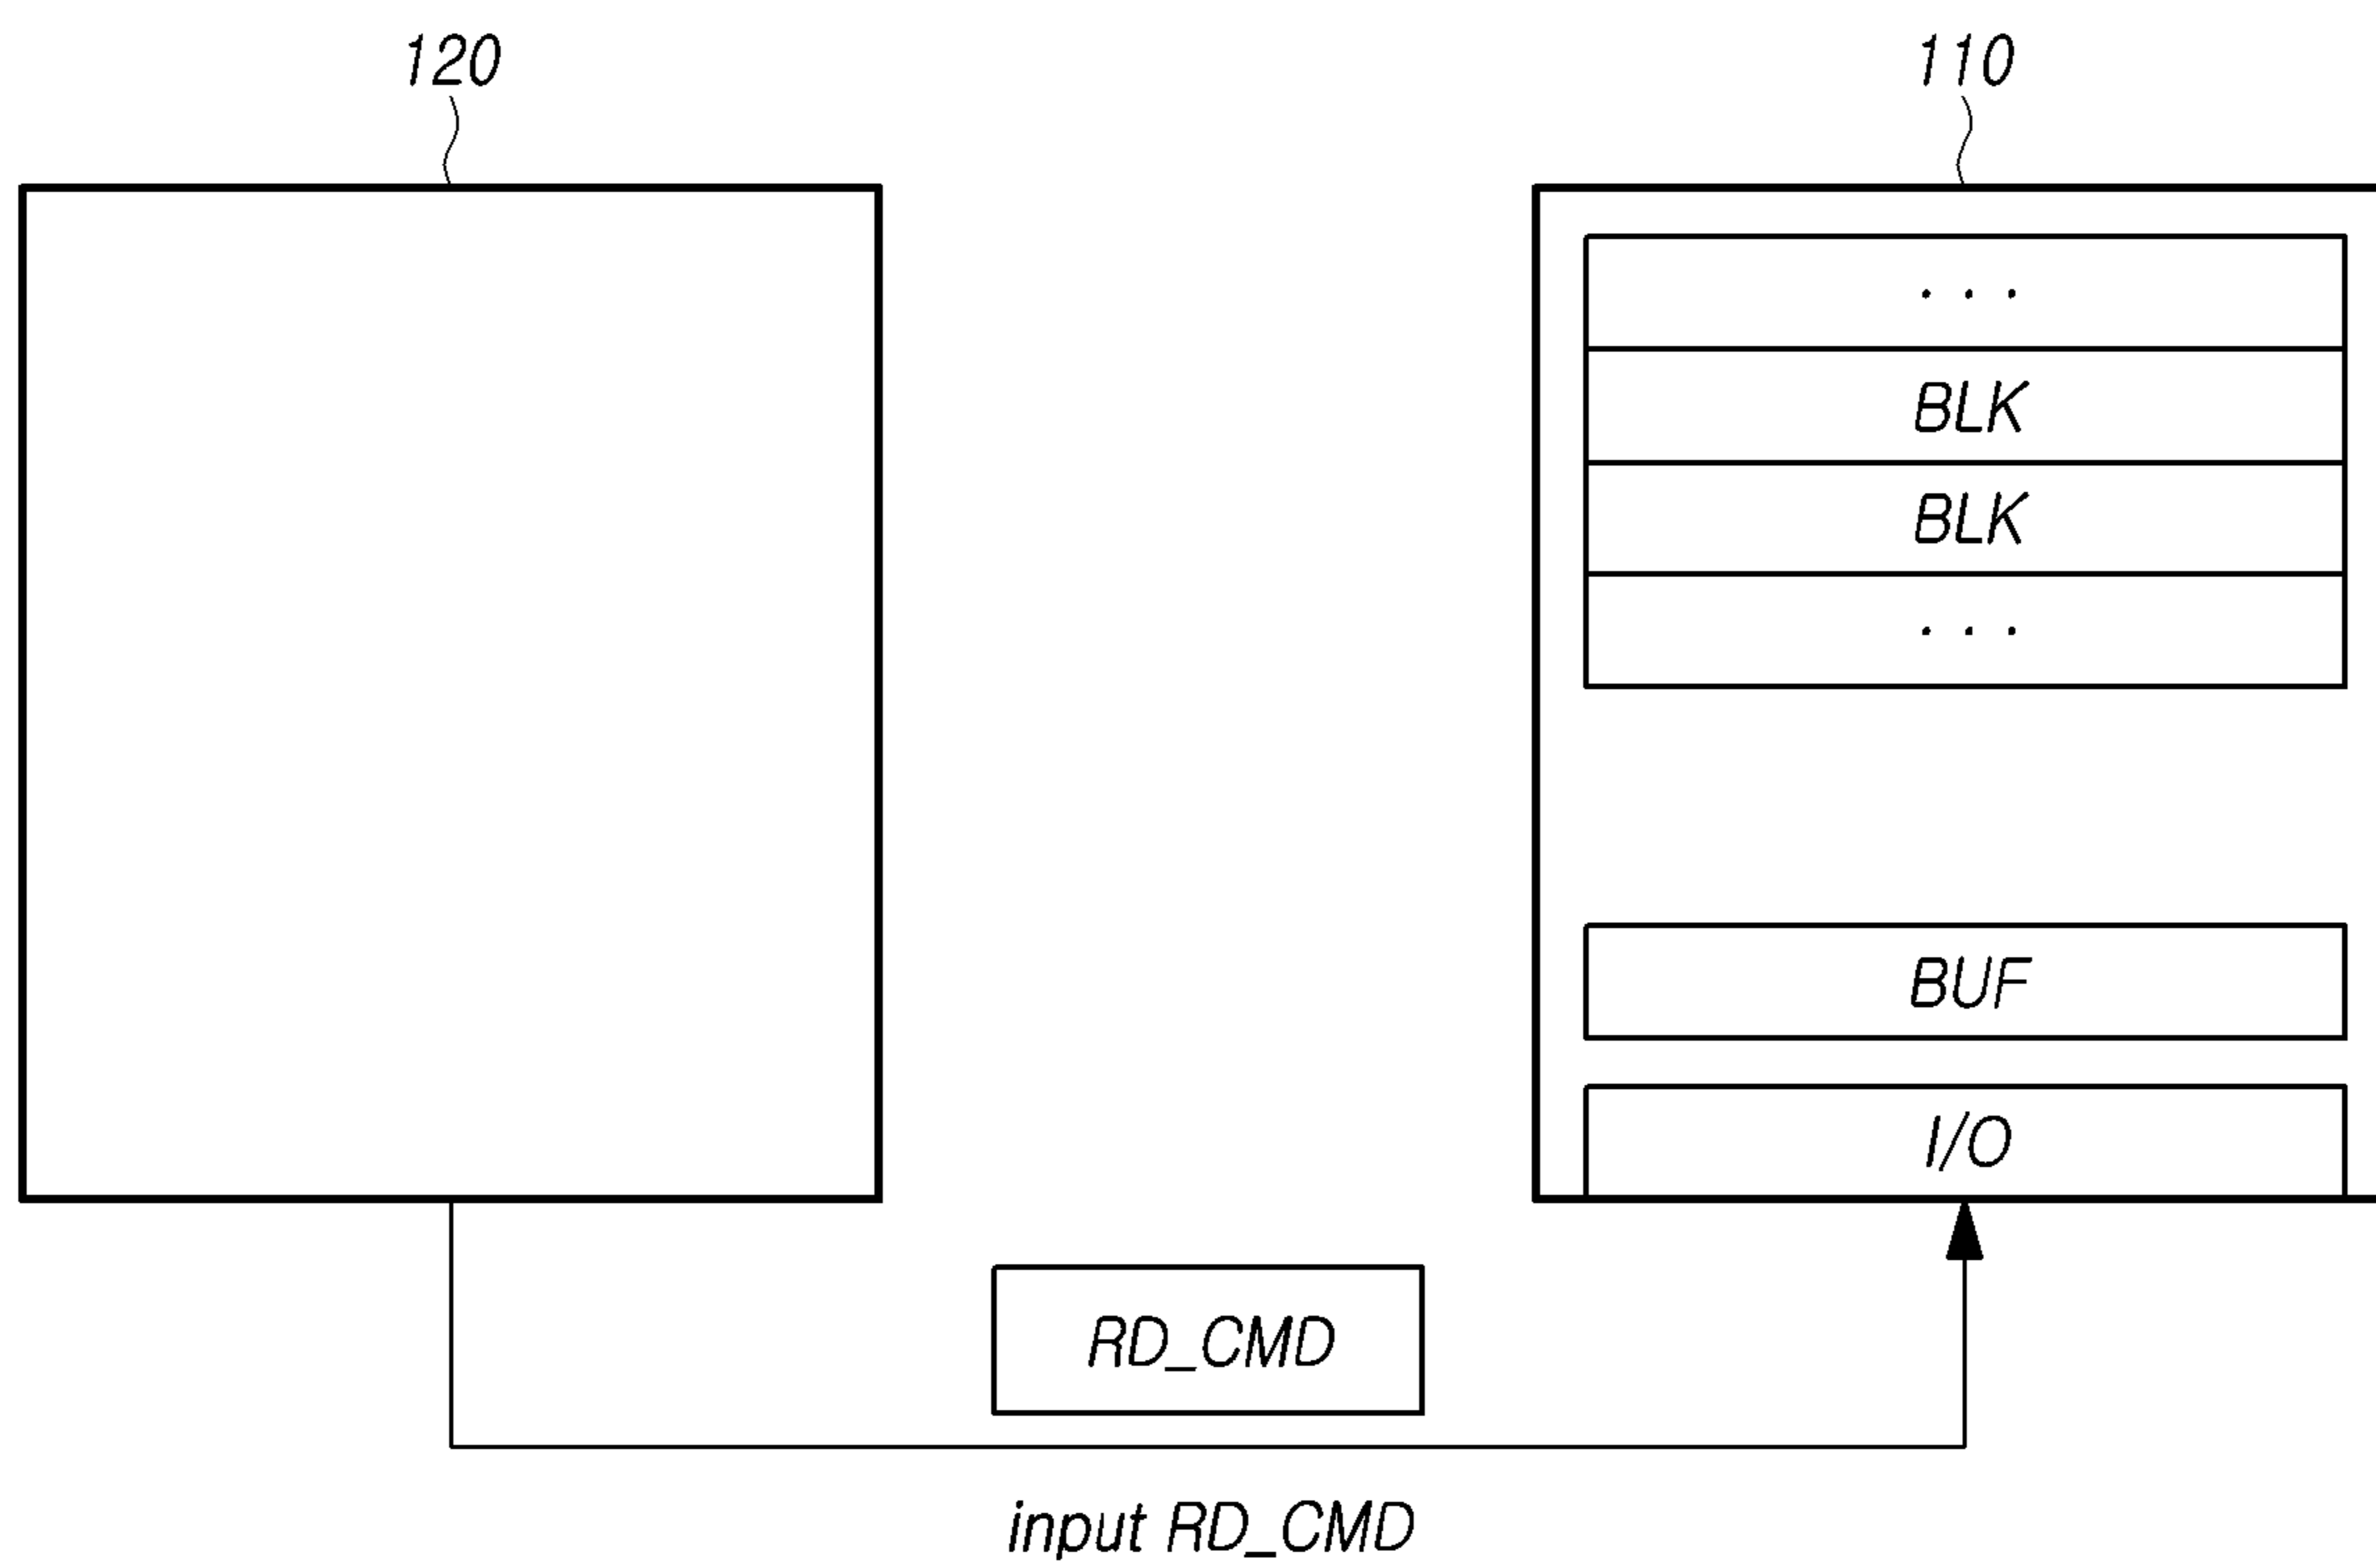 120
110
. . .
BLK
BLK
. . .
BUF
I/O
RD_CMD
input RD_CMD